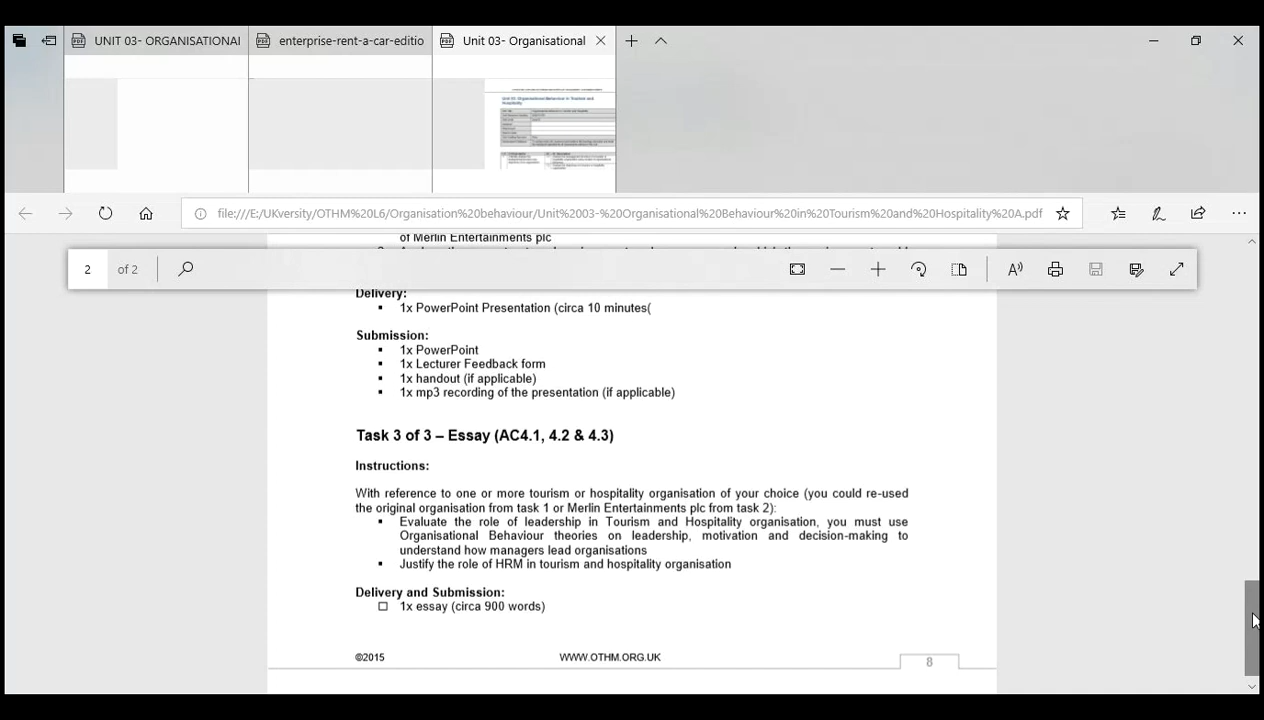 UNIT 03- ORGANISATIONAI
enterprise-rent-a-car-editio
Unit 03- Organisational
file:///E:/UKversity/OTHM%20L6/Organisation%20behaviour/Unit%2003-%20Organisational%20Behaviour%20in%20Tourism%20and%20Hospitality%20A.pdf
of Merlin Entertainments plc
2 of 2
Delivery:
▪ 1x PowerPoint Presentation (circa 10 minutes(
Submission:
▪ 1x PowerPoint
▪ 1x Lecturer Feedback form
▪ 1x handout (if applicable)
▪ 1x mp3 recording of the presentation (if applicable)
Task 3 of 3 – Essay (AC4.1, 4.2 & 4.3)
Instructions:
With reference to one or more tourism or hospitality organisation of your choice (you could re-used
the original organisation from task 1 or Merlin Entertainments plc from task 2):
▪ Evaluate the role of leadership in Tourism and Hospitality organisation, you must use
Organisational Behaviour theories on leadership, motivation and decision-making to
understand how managers lead organisations
▪ Justify the role of HRM in tourism and hospitality organisation
Delivery and Submission:
☐ 1x essay (circa 900 words)
©2015 WWW.OTHM.ORG.UK 8